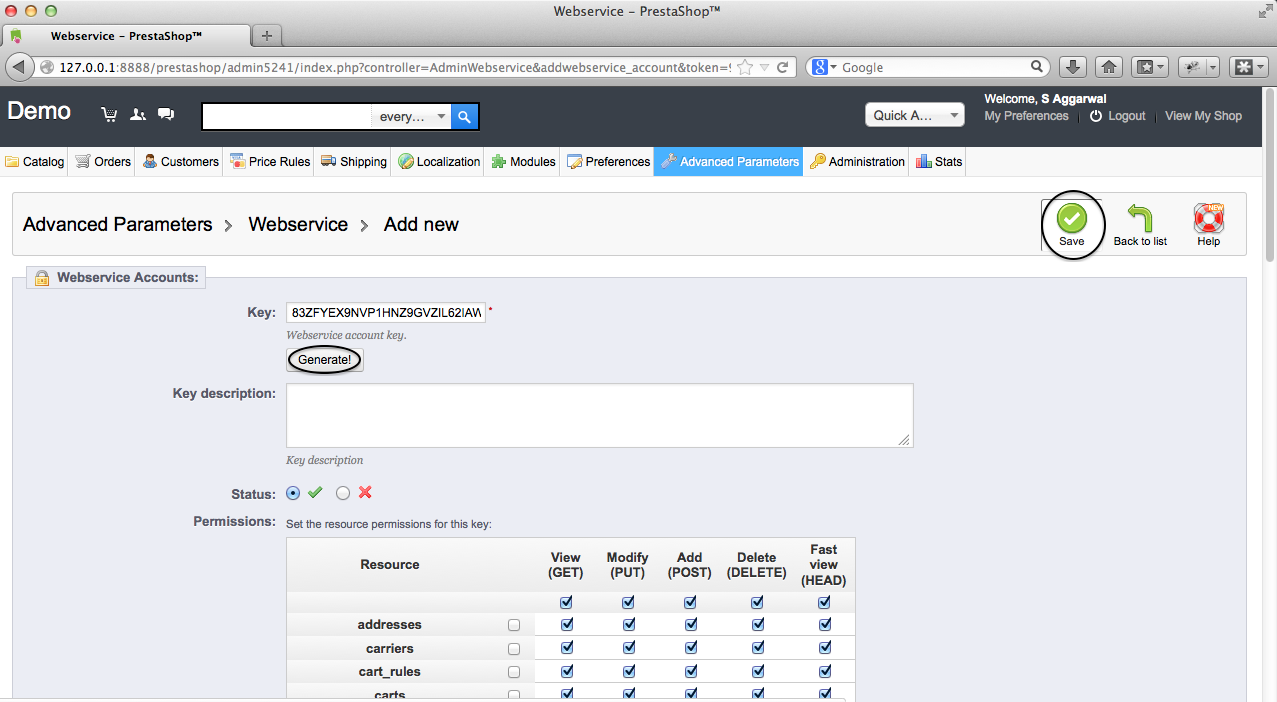 Webservice – PrestaShop™
Webservice – PrestaShop™
127.0.0.1:8888/prestashop/admin5241/index.php?controller=AdminWebservice&addwebservice_account&token=
Google
Demo
every...
Quick A...
Welcome, S Aggarwal
My Preferences
Logout
View My Shop
Catalog
Orders
Customers
Price Rules
Shipping
Localization
Modules
Preferences
Advanced Parameters
Administration
Stats
Advanced Parameters > Webservice > Add new
Save
Back to list
NEW
Help
Webservice Accounts:
Key: 83ZFYEX9NVP1HNZ9GVZIL62IAW *
Webservice account key.
Generate!
Key description:
Key description
Status:
Permissions: Set the resource permissions for this key:
Resource
View (GET)
Modify (PUT)
Add (POST)
Delete (DELETE)
Fast view (HEAD)
addresses
carriers
cart_rules
carts